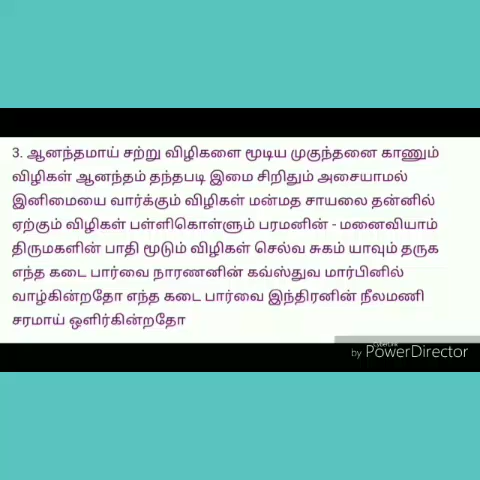 3. ஆனந்தமாய் சற்று விழிகளை மூடிய முகுந்தனை காணும்
விழிகள் ஆனந்தம் தந்தபடி இமை சிறிதும் அசையாமல்
இனிமையை வார்க்கும் விழிகள் மன்மத சாயலை தன்னில்
ஏற்கும் விழிகள் பள்ளிகொள்ளும் பரமனின் - மனைவியாம்
திருமகளின் பாதி மூடும் விழிகள் செல்வ சுகம் யாவும் தருக
எந்த கடை பார்வை நாரணனின் கவ்ஸ்துவ மார்பினில்
வாழ்கின்றதோ எந்த கடை பார்வை இந்திரனின் நீலமணி
சரமாய் ஒளிர்கின்றதோ
CyberLink
by PowerDirector